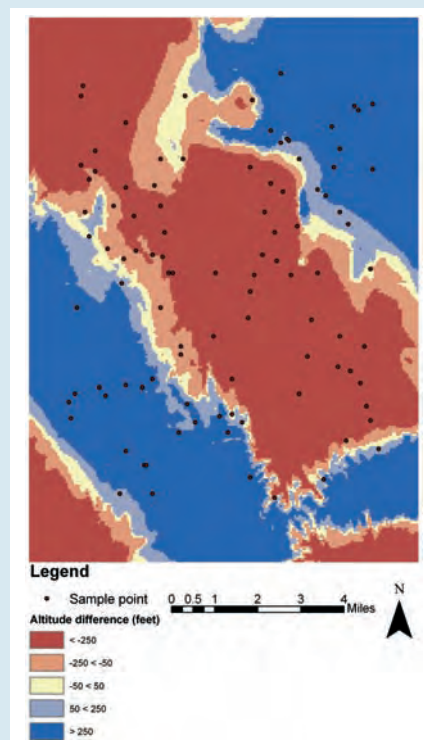 Legend
Sample point
0 0.5 1 2 3 4
Miles
N
Altitude difference (feet)
< -250
-250 < -50
-50 < 50
50 < 250
> 250